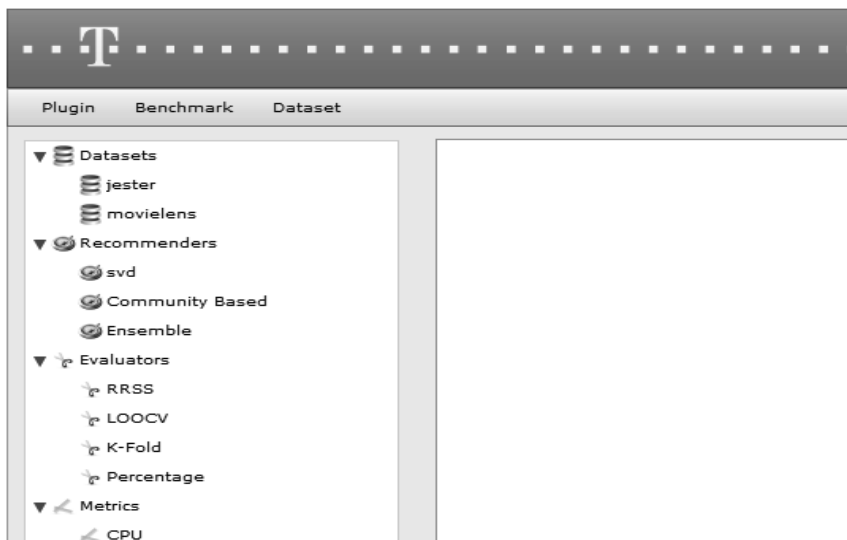 T
Plugin Benchmark Dataset
Datasets
jester
movielens
Recommenders
svd
Community Based
Ensemble
Evaluators
RRSS
LOOCV
K-Fold
Percentage
Metrics
CPU